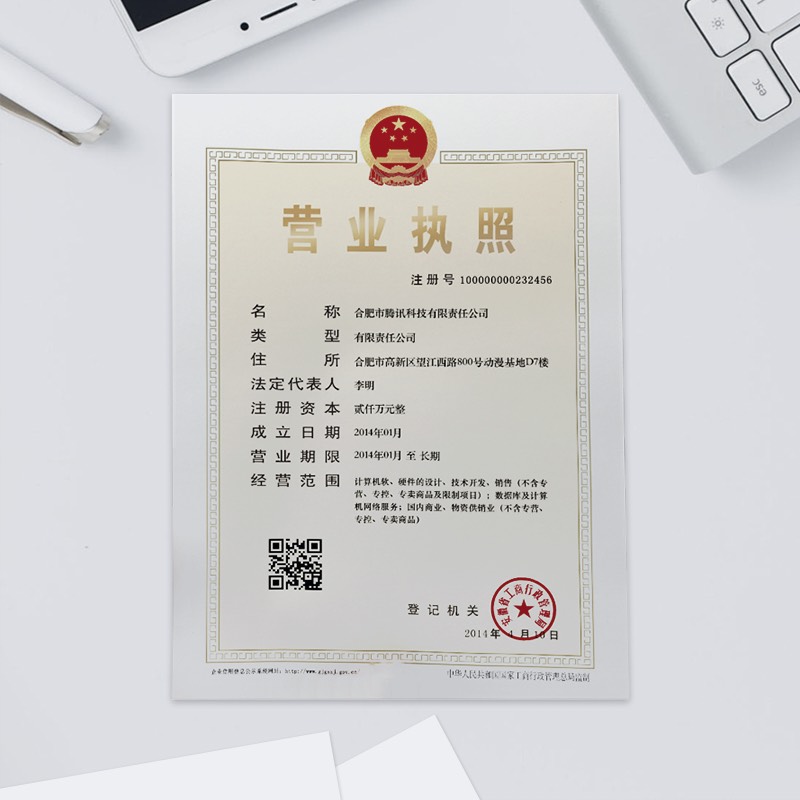 esc
营业执照
注册号 100000000232456
名称 合肥市腾讯科技有限责任公司
类型 有限责任公司
住所 合肥市高新区望江西路800号动漫基地D7楼
法定代表人 李明
注册资本 贰仟万元整
成立日期 2014年01月
营业期限 2014年01月 至 长期
经营范围 计算机软、硬件的设计、技术开发、销售（不含专
营、专控、专卖商品及限制项目）；数据库及计算
机网络服务；国内商业、物资供销业（不含专营、
专控、专卖商品）
安徽省工商行政管理局
登记机关
2014年 1月10日
企业信用信息公示系统网址：
中华人民共和国国家工商行政管理总局监制